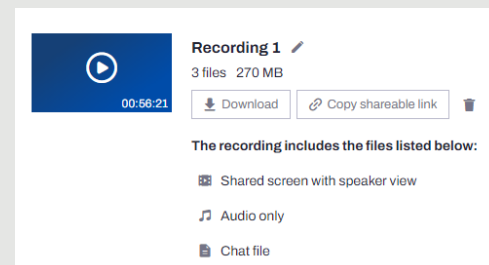 00:56:21
Recording 1
3 files 270 MB
Download
Copy shareable link
The recording includes the files listed below:
Shared screen with speaker view
Audio only
Chat file